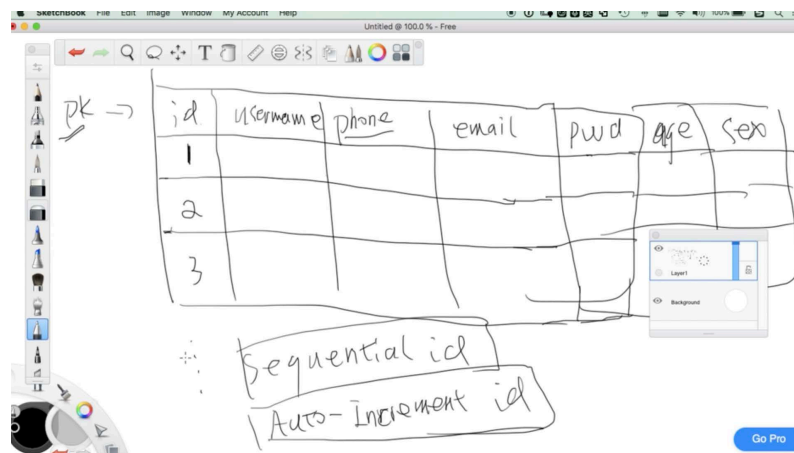 SketchBook File Edit Image Window My Account Help 100%
Untitled @ 100.0 % - Free
T
PK → id username phone email pwd age sex
1
2
3
Layer1
Background
Sequential id
Auto-Increment id
Go Pro